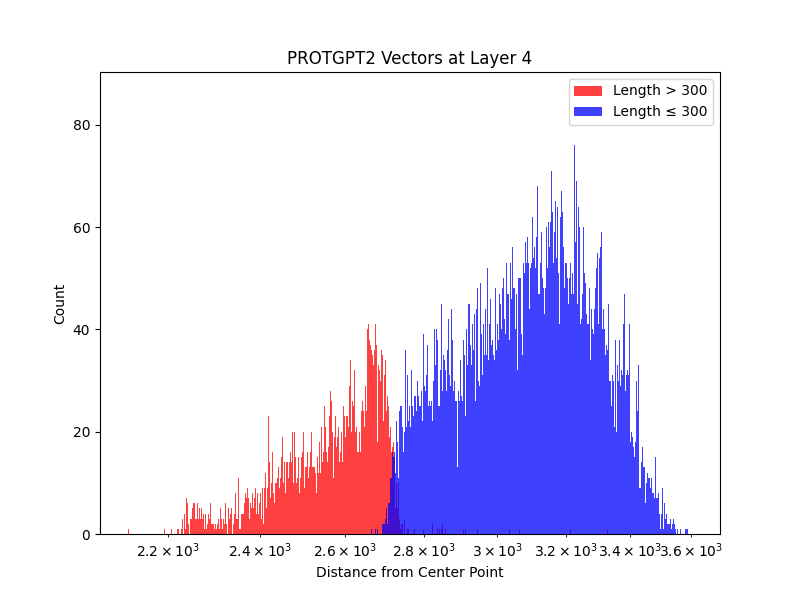 PROTGPT2 Vectors at Layer 4
Length > 300
Length ≤ 300
80
60
40
20
0
Count
2.2 × 10³ 2.4 × 10³ 2.6 × 10³ 2.8 × 10³ 3 × 10³ 3.2 × 10³ 3.4 × 10³ 3.6 × 10³
Distance from Center Point